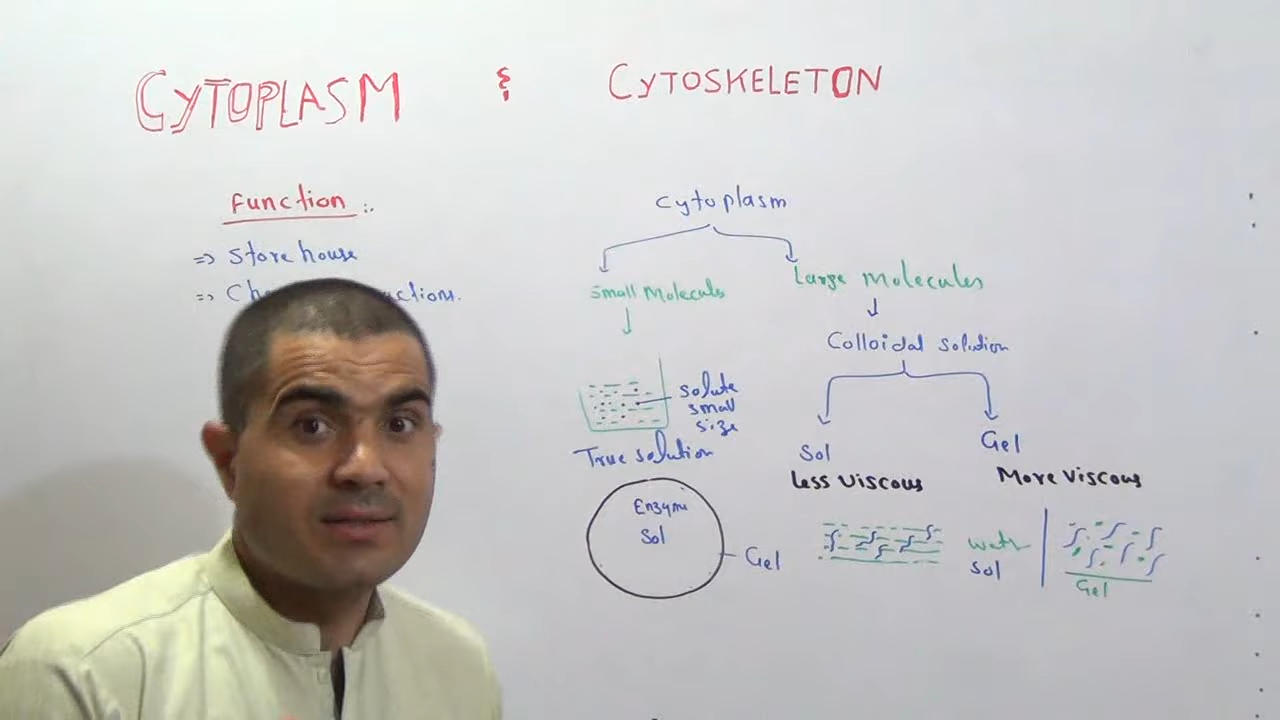 CYTOPLASM & CYTOSKELETON
Function :.
⇒ Store house
⇒ Ch ctions.
Cytoplasm
Small Molecules
Large Molecules
Colloidal Solution
Solute
small
size
True Solution
Sol
Less Viscous
Gel
More Viscous
Enzyme
Sol
Gel
Sol
Gel